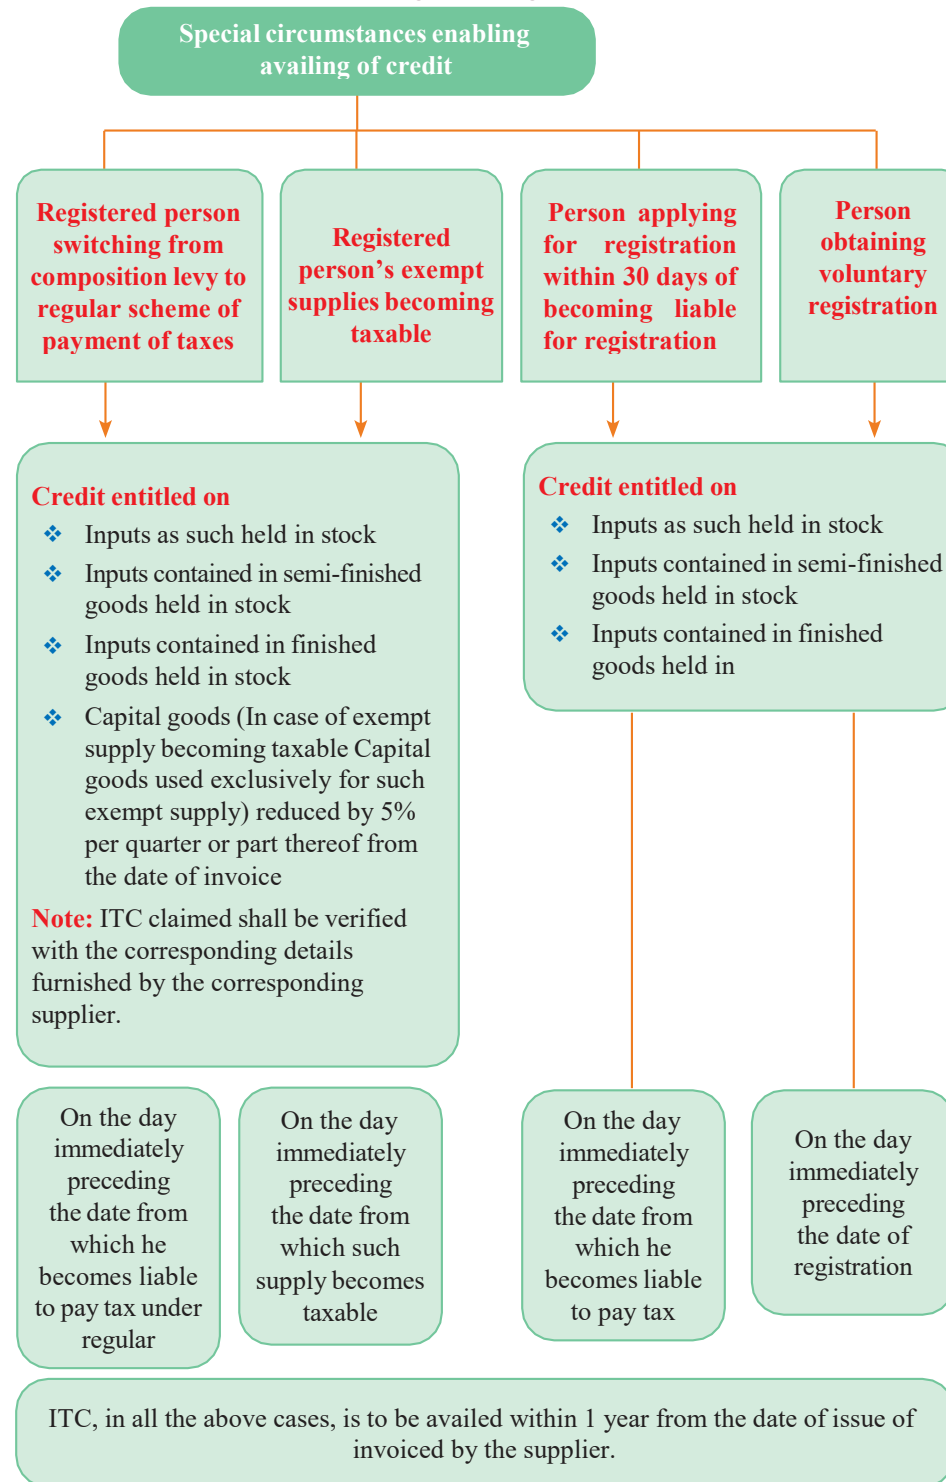 Special circumstances enabling
availing of credit
Registered person
switching from
composition levy to
regular scheme of
payment of taxes
Registered
person’s exempt
supplies becoming
taxable
Person applying
for registration
within 30 days of
becoming liable
for registration
Person
obtaining
voluntary
registration
Credit entitled on
❖ Inputs as such held in stock
❖ Inputs contained in semi-finished
goods held in stock
❖ Inputs contained in finished
goods held in stock
❖ Capital goods (In case of exempt
supply becoming taxable Capital
goods used exclusively for such
exempt supply) reduced by 5%
per quarter or part thereof from
the date of invoice
Note: ITC claimed shall be verified
with the corresponding details
furnished by the corresponding
supplier.
Credit entitled on
❖ Inputs as such held in stock
❖ Inputs contained in semi-finished
goods held in stock
❖ Inputs contained in finished
goods held in
On the day
immediately
preceding
the date from
which he
becomes liable
to pay tax under
regular
On the day
immediately
preceding
the date from
which such
supply becomes
taxable
On the day
immediately
preceding
the date from
which he
becomes liable
to pay tax
On the day
immediately
preceding
the date of
registration
ITC, in all the above cases, is to be availed within 1 year from the date of issue of
invoiced by the supplier.